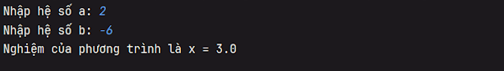 Nhập hệ số a: 2
Nhập hệ số b: -6
Nghiệm của phương trình là x = 3.0